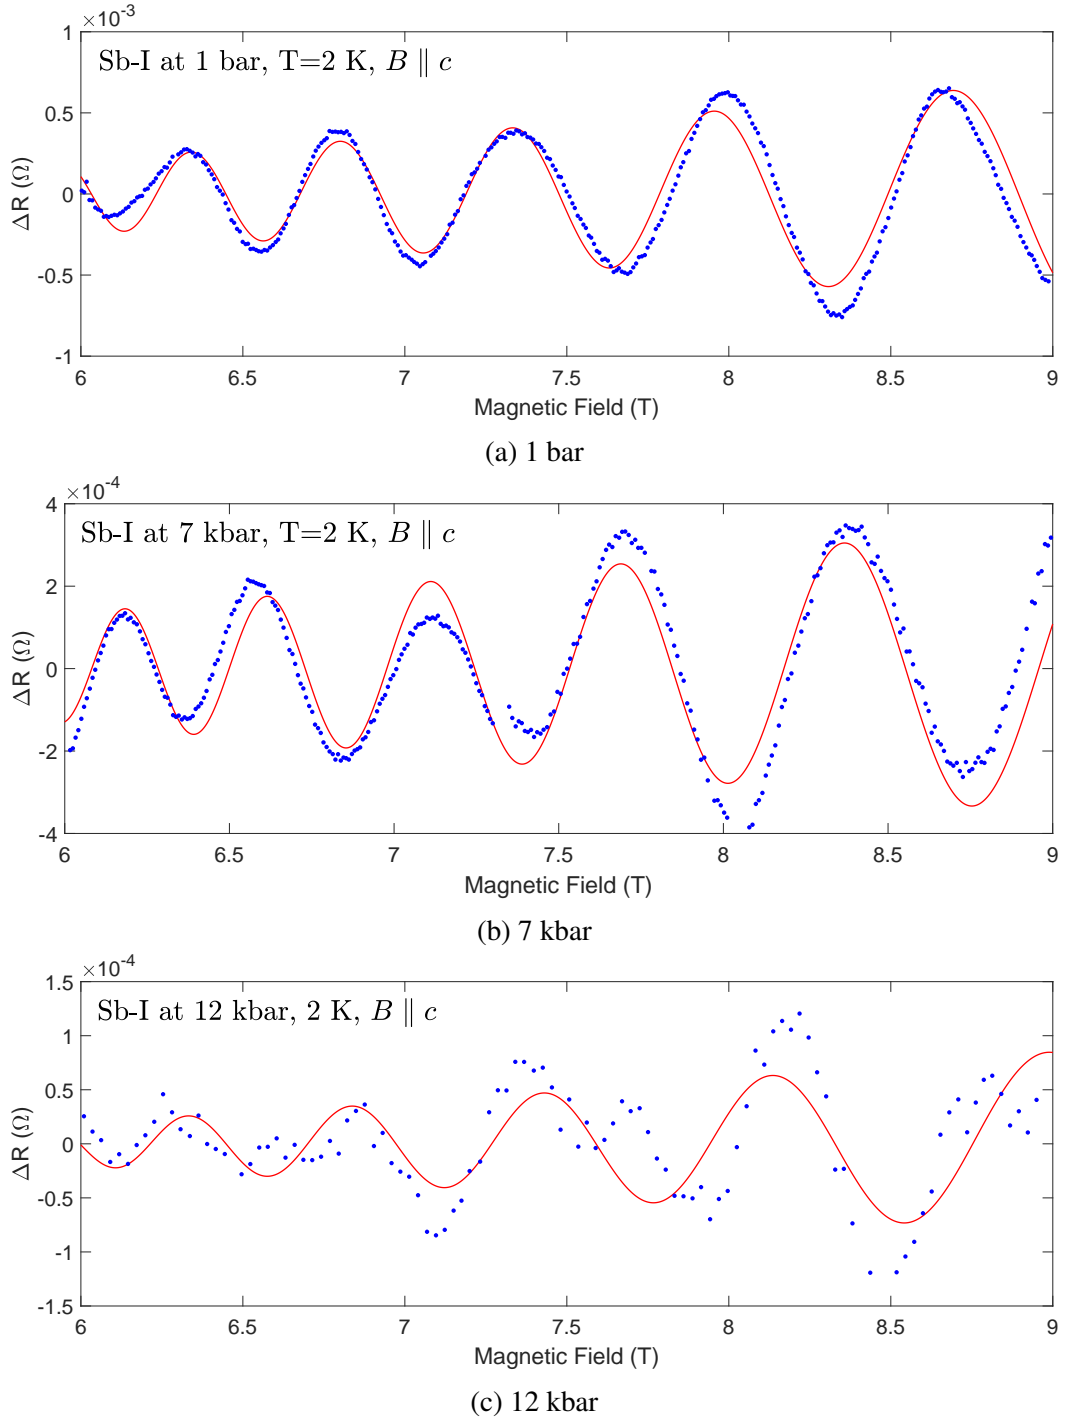 ×10⁻³
Sb-I at 1 bar, T=2 K, B ∥ c
1
0.5
0
-0.5
-1
ΔR (Ω)
6 6.5 7 7.5 8 8.5 9
Magnetic Field (T)
(a) 1 bar
×10⁻⁴
Sb-I at 7 kbar, T=2 K, B ∥ c
4
2
0
-2
-4
ΔR (Ω)
6 6.5 7 7.5 8 8.5 9
Magnetic Field (T)
(b) 7 kbar
×10⁻⁴
Sb-I at 12 kbar, 2 K, B ∥ c
1.5
1
0.5
0
-0.5
-1
-1.5
ΔR (Ω)
6 6.5 7 7.5 8 8.5 9
Magnetic Field (T)
(c) 12 kbar